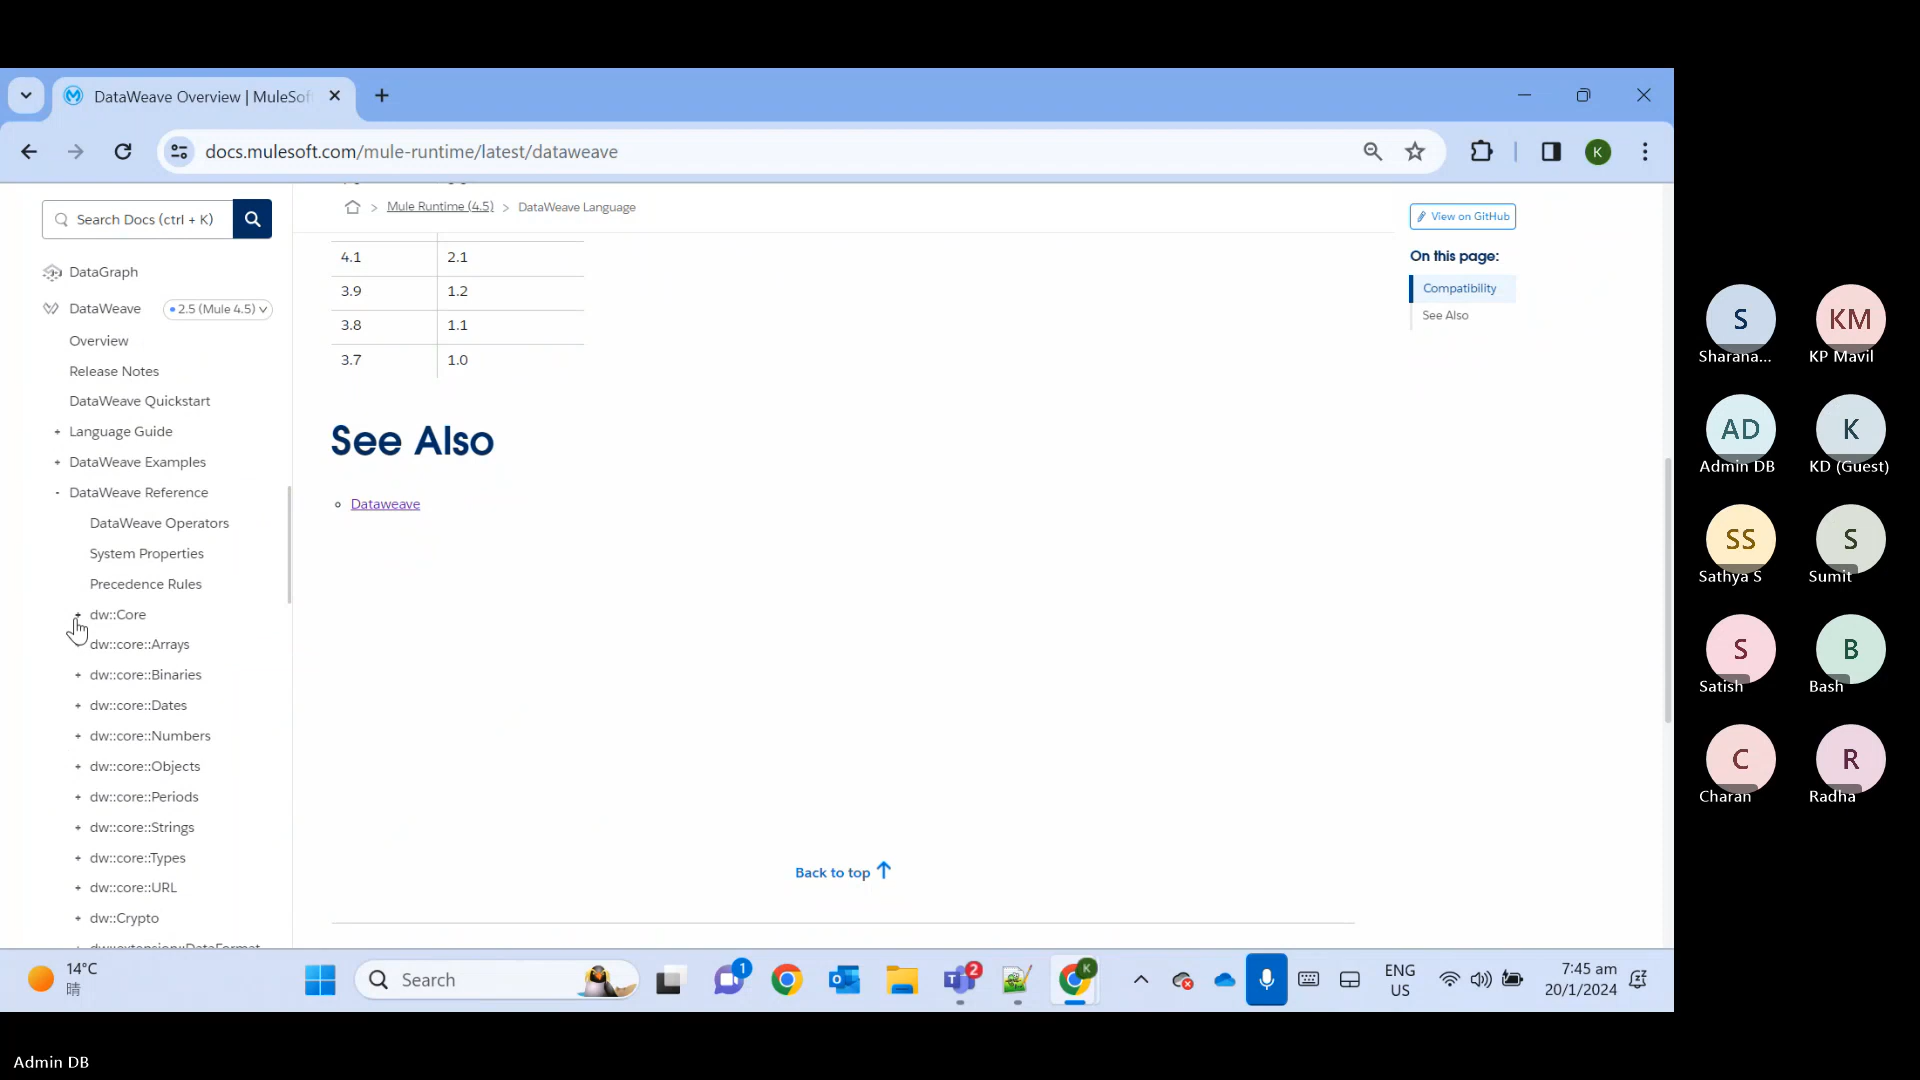 DataWeave Overview | MuleSof
docs.mulesoft.com/mule-runtime/latest/dataweave
K
Search Docs (ctrl + K)
DataGraph
DataWeave
2.5 (Mule 4.5)
Overview
Release Notes
DataWeave Quickstart
+ Language Guide
+ DataWeave Examples
- DataWeave Reference
DataWeave Operators
System Properties
Precedence Rules
+ dw::Core
dw::core::Arrays
+ dw::core::Binaries
+ dw::core::Dates
+ dw::core::Numbers
+ dw::core::Objects
+ dw::core::Periods
+ dw::core::Strings
+ dw::core::Types
+ dw::core::URL
+ dw::Crypto
dw::extension::DataFormat
> Mule Runtime (4.5) > DataWeave Language
4.1 2.1
3.9 1.2
3.8 1.1
3.7 1.0
See Also
Dataweave
Back to top
View on GitHub
On this page:
Compatibility
See Also
S
Sharana...
KM
KP Mavil
AD
Admin DB
K
KD (Guest)
SS
Sathya S
S
Sumit
S
Satish
B
Bash
C
Charan
R
Radha
14°C
晴
Search
1
2
K
ENG
US
7:45 am
20/1/2024
Admin DB